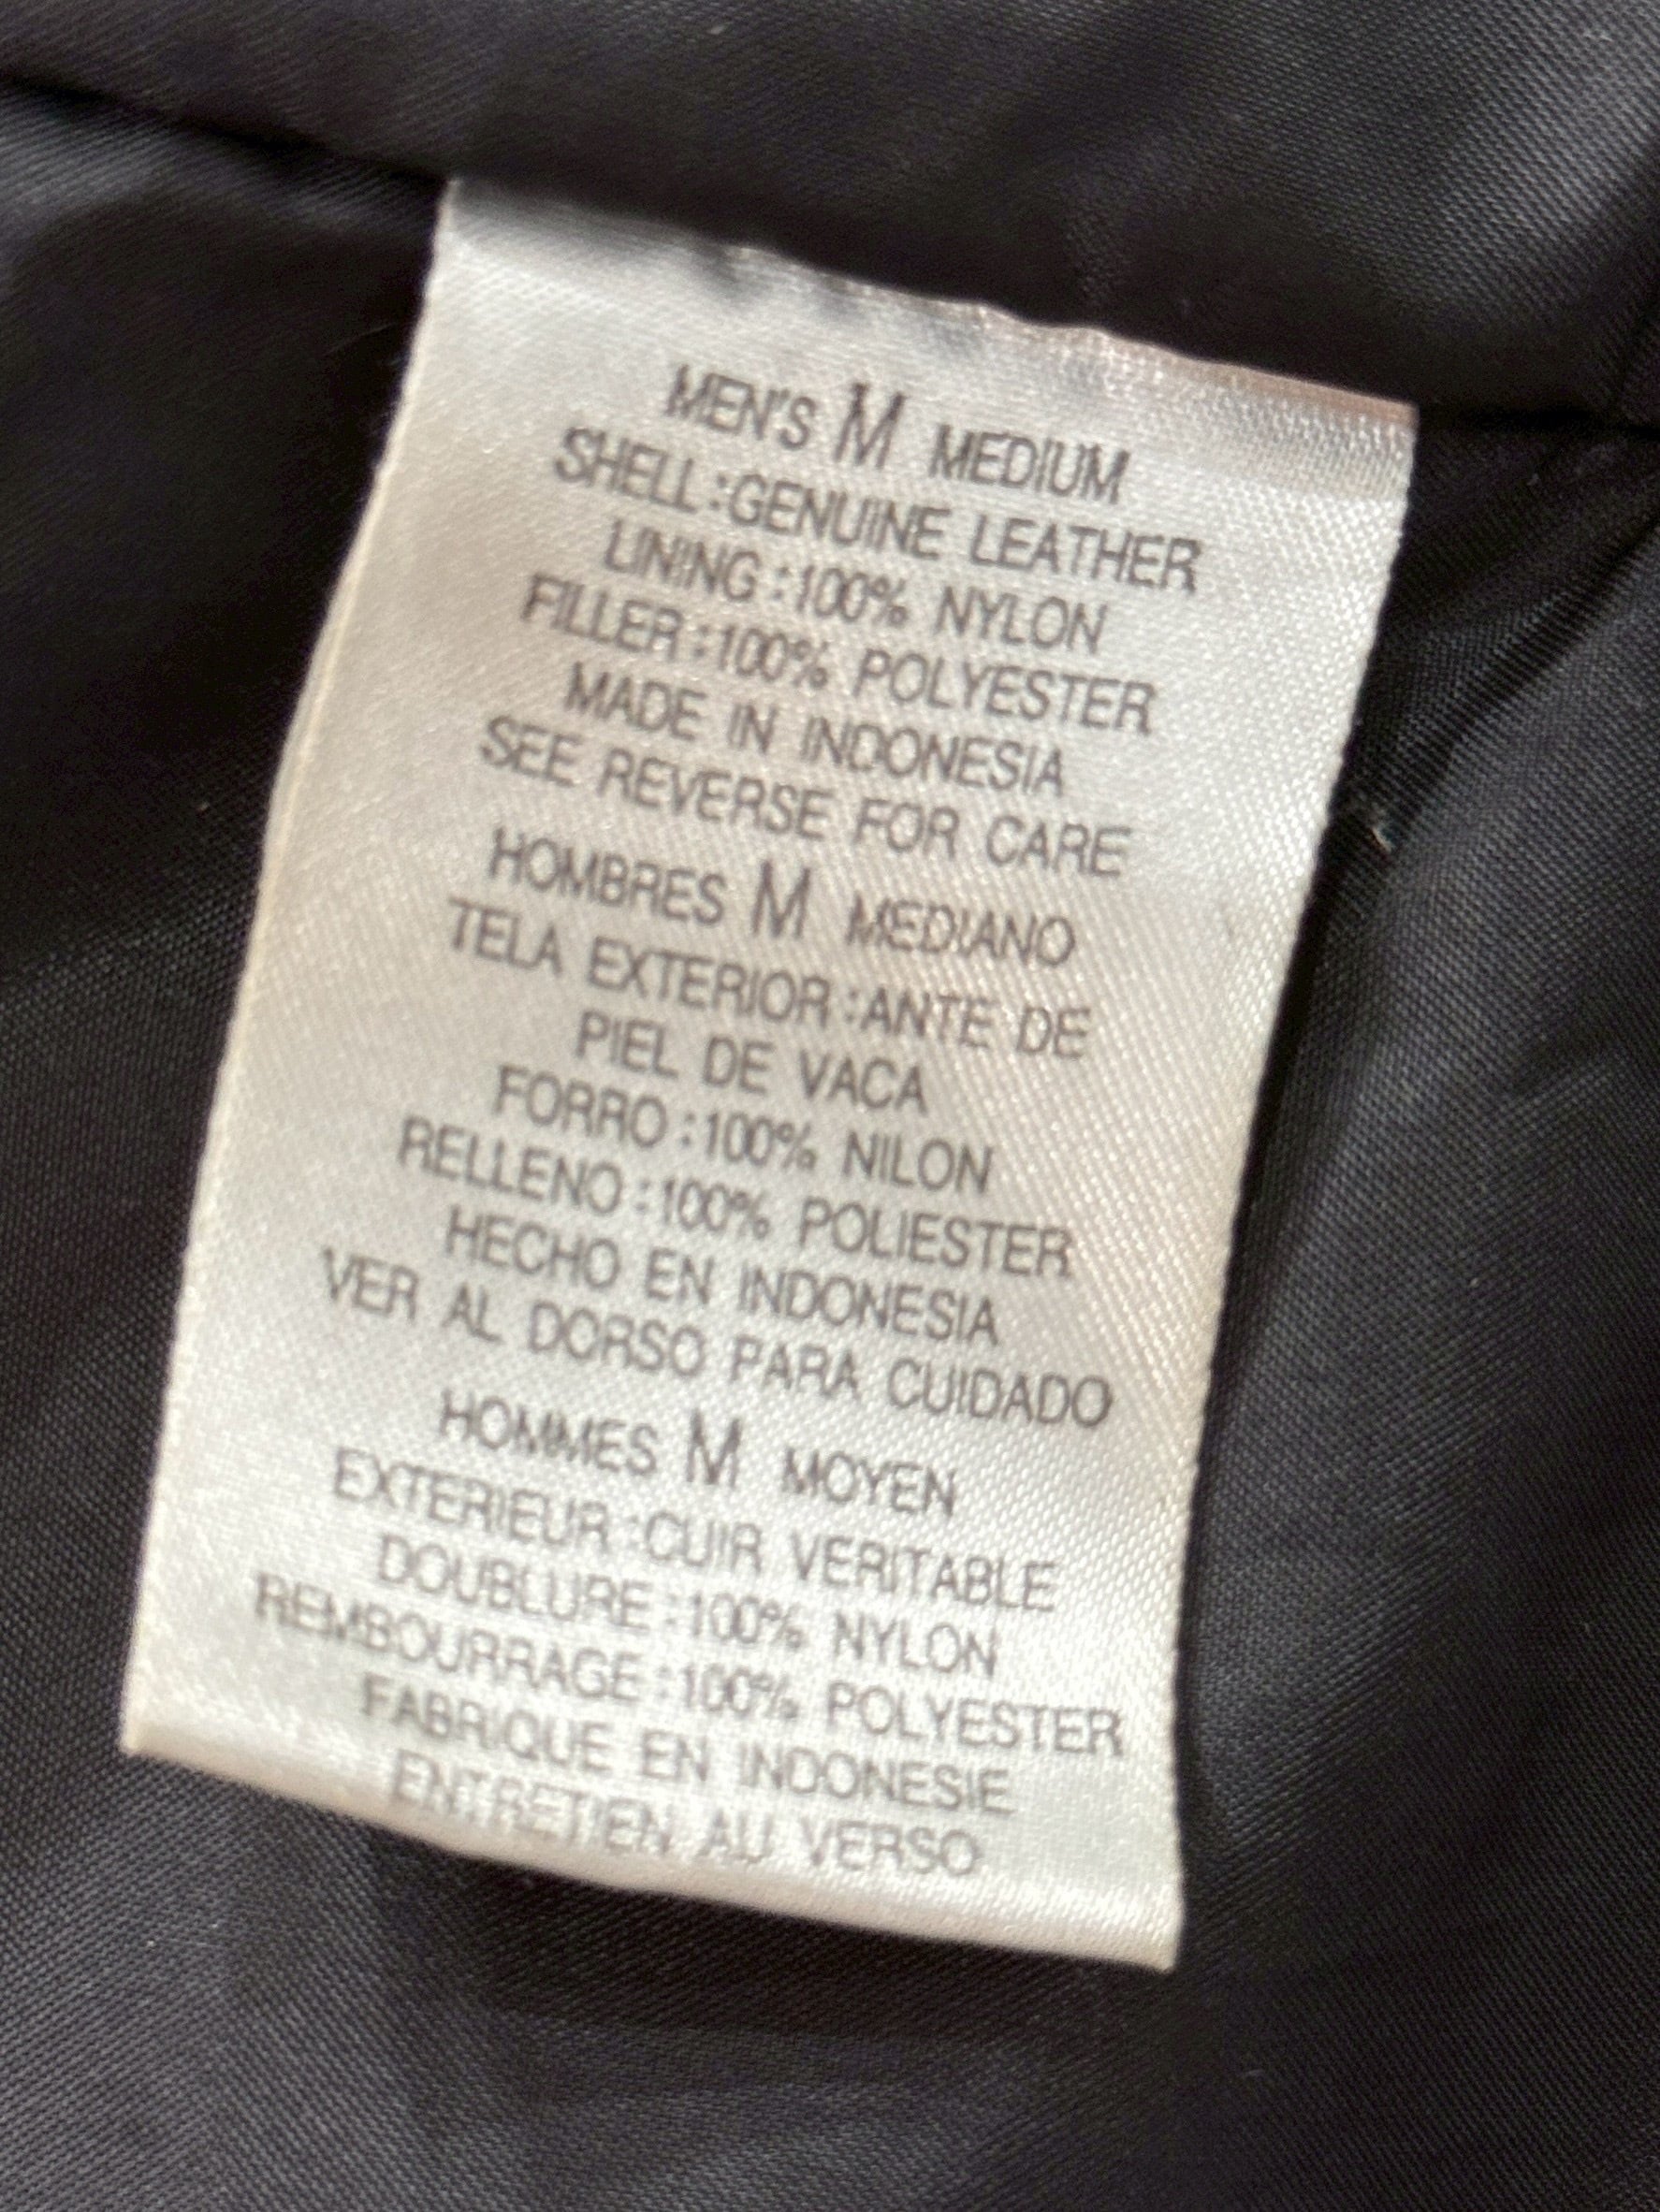 MEN'S M MEDIUM
SHELL:GENUINE LEATHER
LINING:100% NYLON
FILLER:100% POLYESTER
MADE IN INDONESIA
SEE REVERSE FOR CARE
HOMBRES M MEDIANO
TELA EXTERIOR:ANTE DE
PIEL DE VACA
FORRO:100% NILON
RELLENO:100% POLIESTER
HECHO EN INDONESIA
VER AL DORSO PARA CUIDADO
HOMMES M MOYEN
EXTERIEUR:CUIR VERITABLE
DOUBLURE:100% NYLON
REMBOURRAGE:100% POLYESTER
FABRIQUE EN INDONESIE
ENTRETIEN AU VERSO